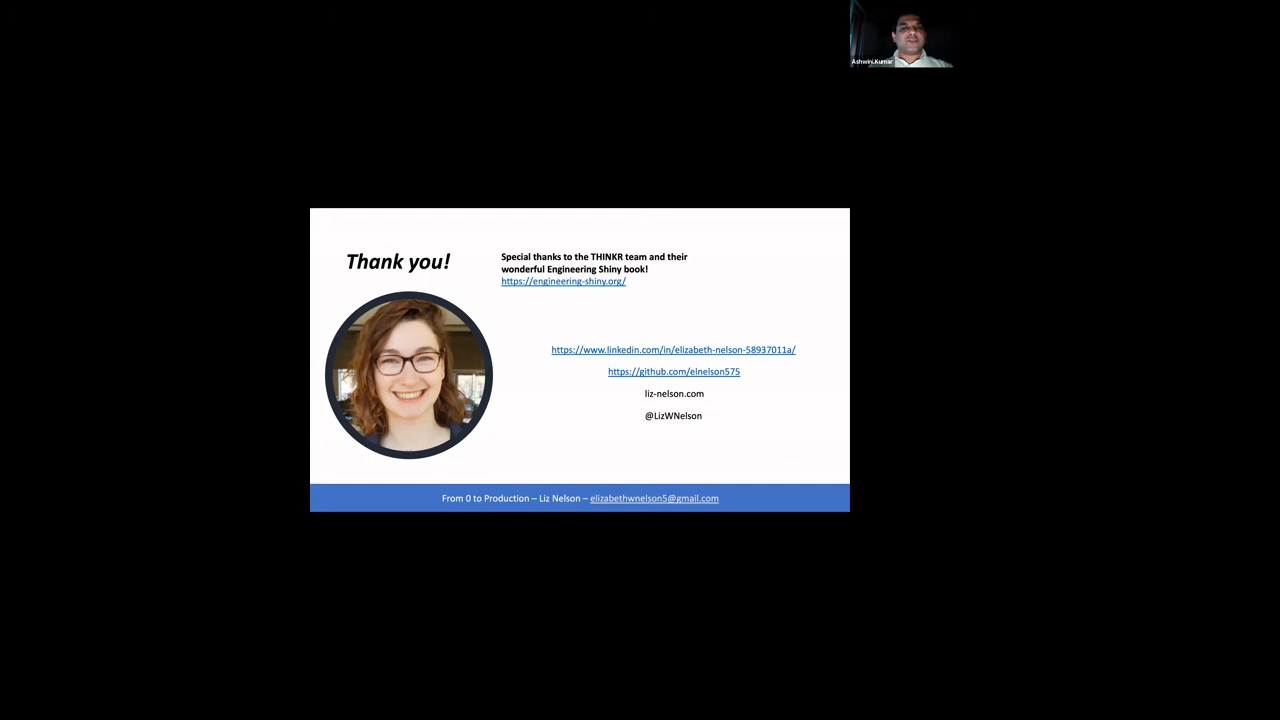 Ashwini.Kumar
Thank you!
Special thanks to the THINKR team and their
wonderful Engineering Shiny book!
https://engineering-shiny.org/
https://www.linkedin.com/in/elizabeth-nelson-58937011a/
https://github.com/elnelson575
liz-nelson.com
@LizWNelson
From 0 to Production – Liz Nelson – elizabethwnelson5@gmail.com